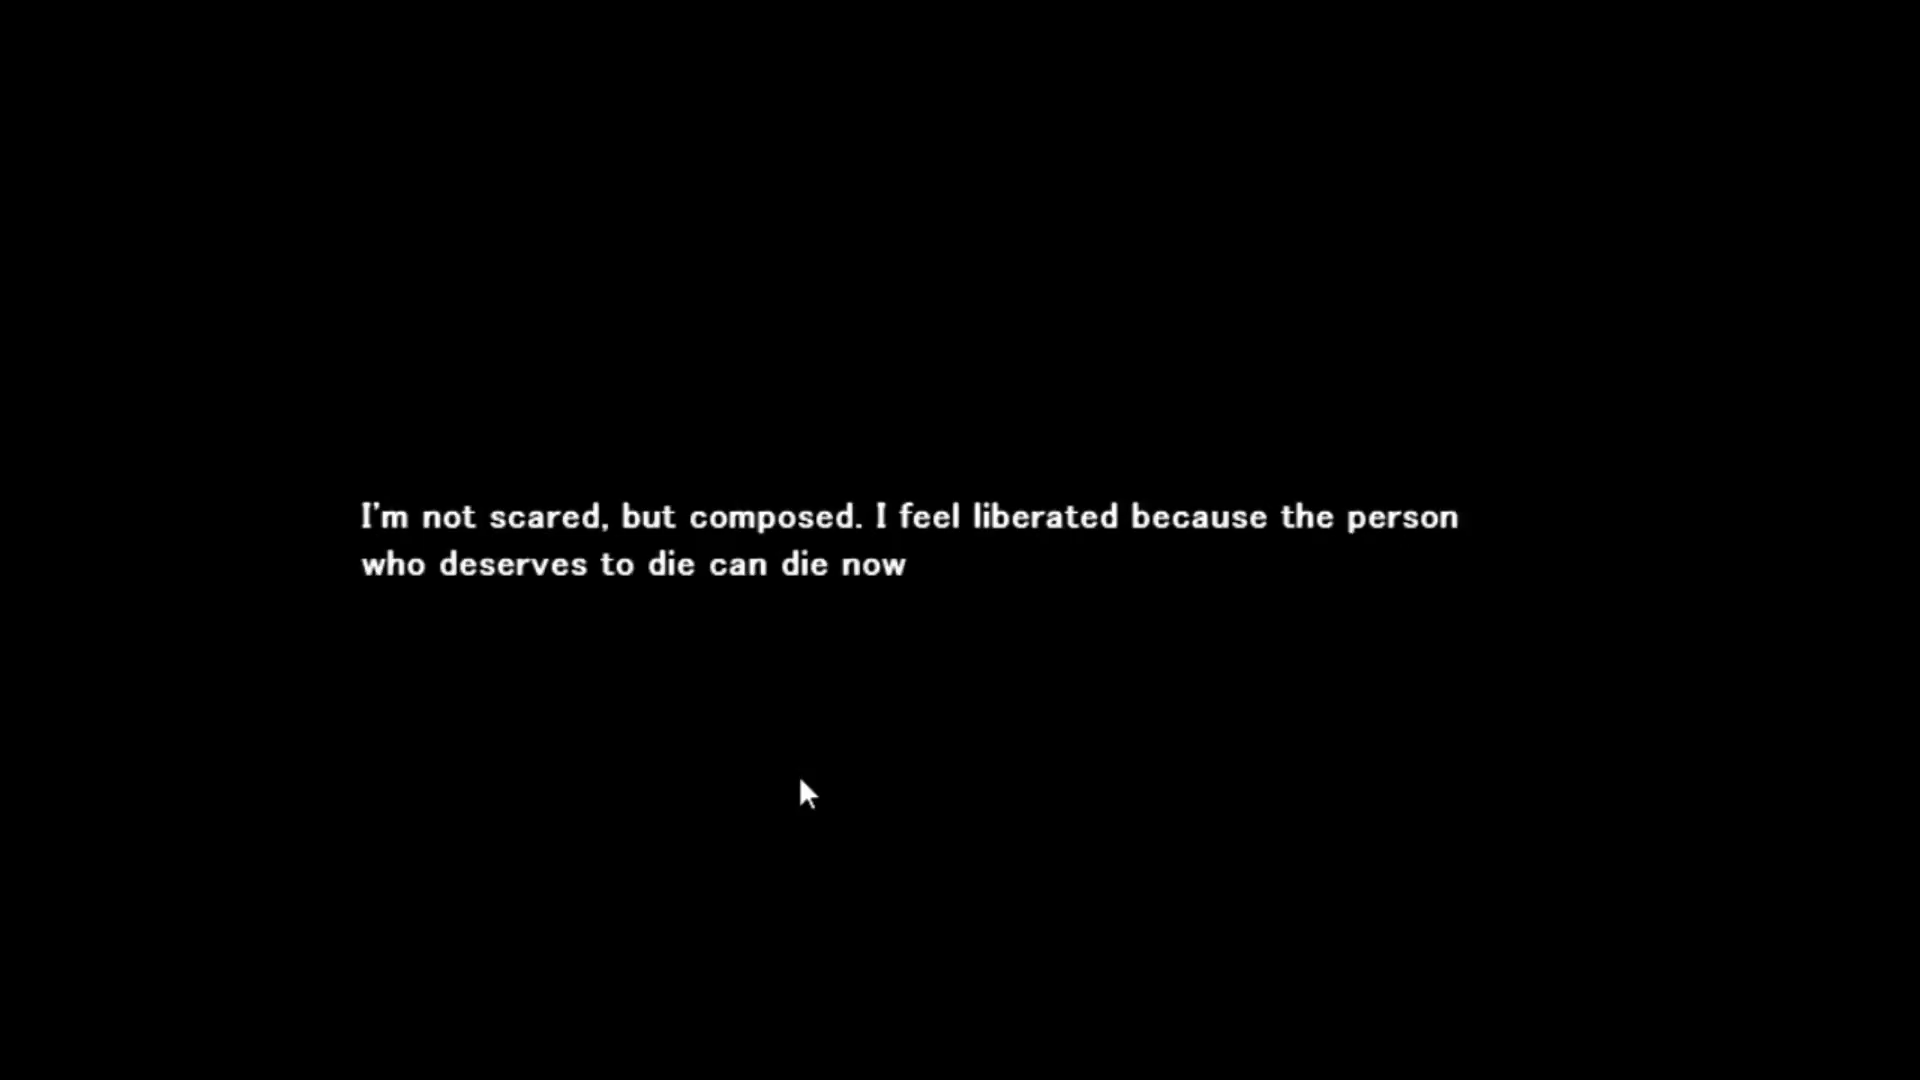 I'm not scared, but composed. I feel liberated because the person
who deserves to die can die now